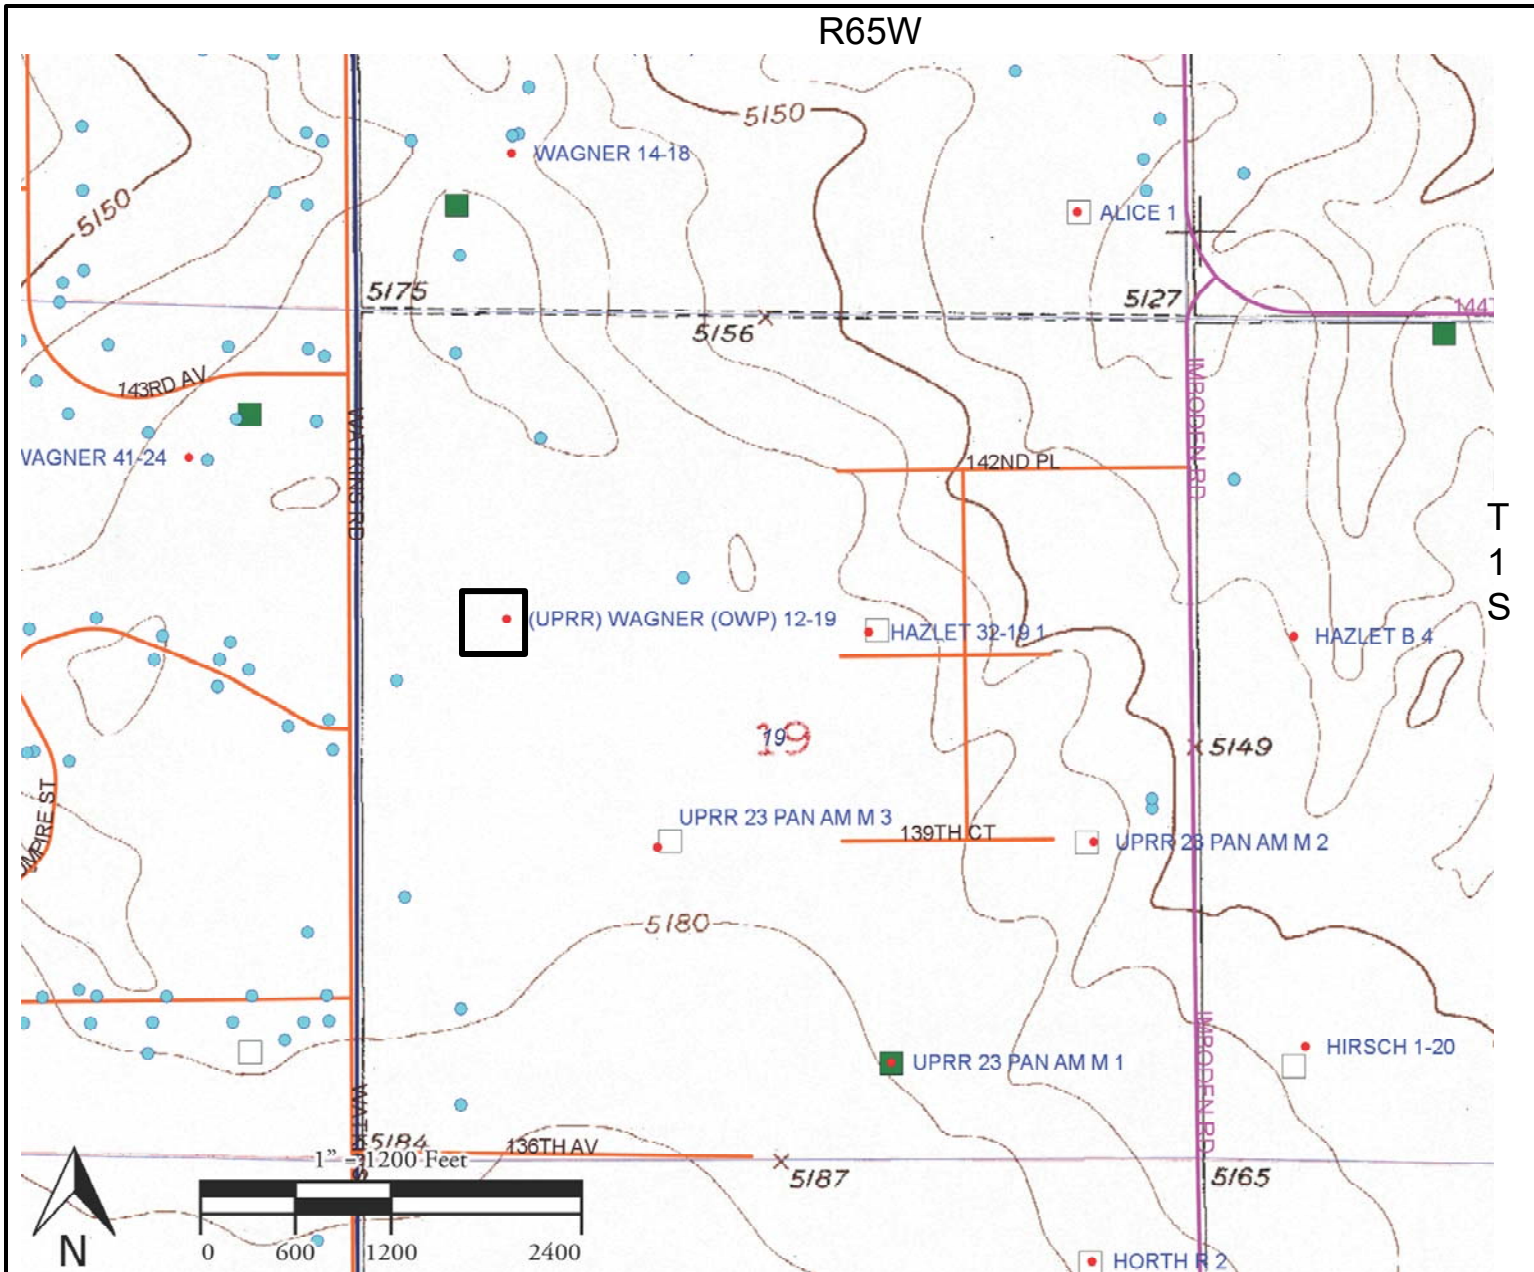 R65W
5150
WAGNER 14-18
5150
ALICE 1
5175
5127
5156
144T
143RD AV
WATKINS RD
IMBODEN RD
WAGNER 41-24
142ND PL
T
1
S
(UPRR) WAGNER (OWP) 12-19
HAZLET 32-19 1
HAZLET B 4
19
19
5149
UPRR 23 PAN AM M 3
139TH CT
UPRR 23 PAN AM M 2
5180
HIRSCH 1-20
UPRR 23 PAN AM M 1
IMBODEN RD
5184
136TH AV
1" = 1200 Feet
5187
5165
N
0 600 1200 2400
HORTH R 2